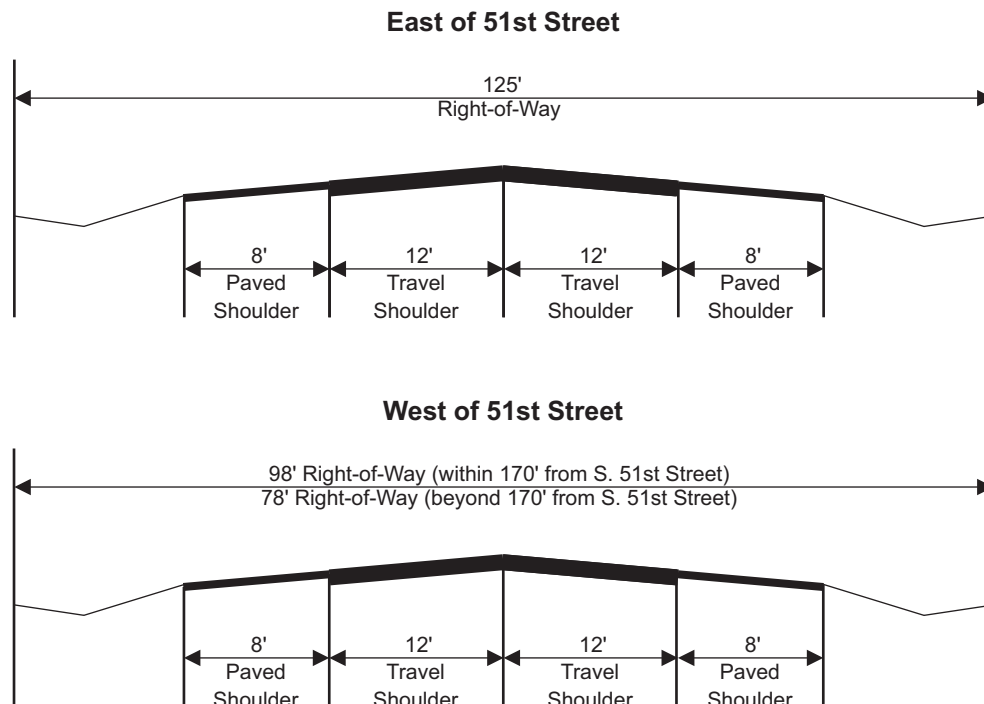 East of 51st Street
125'
Right-of-Way
8' 12' 12' 8'
Paved Travel Travel Paved
Shoulder Shoulder Shoulder Shoulder
West of 51st Street
98' Right-of-Way (within 170' from S. 51st Street)
78' Right-of-Way (beyond 170' from S. 51st Street)
8' 12' 12' 8'
Paved Travel Travel Paved
Shoulder Shoulder Shoulder Shoulder